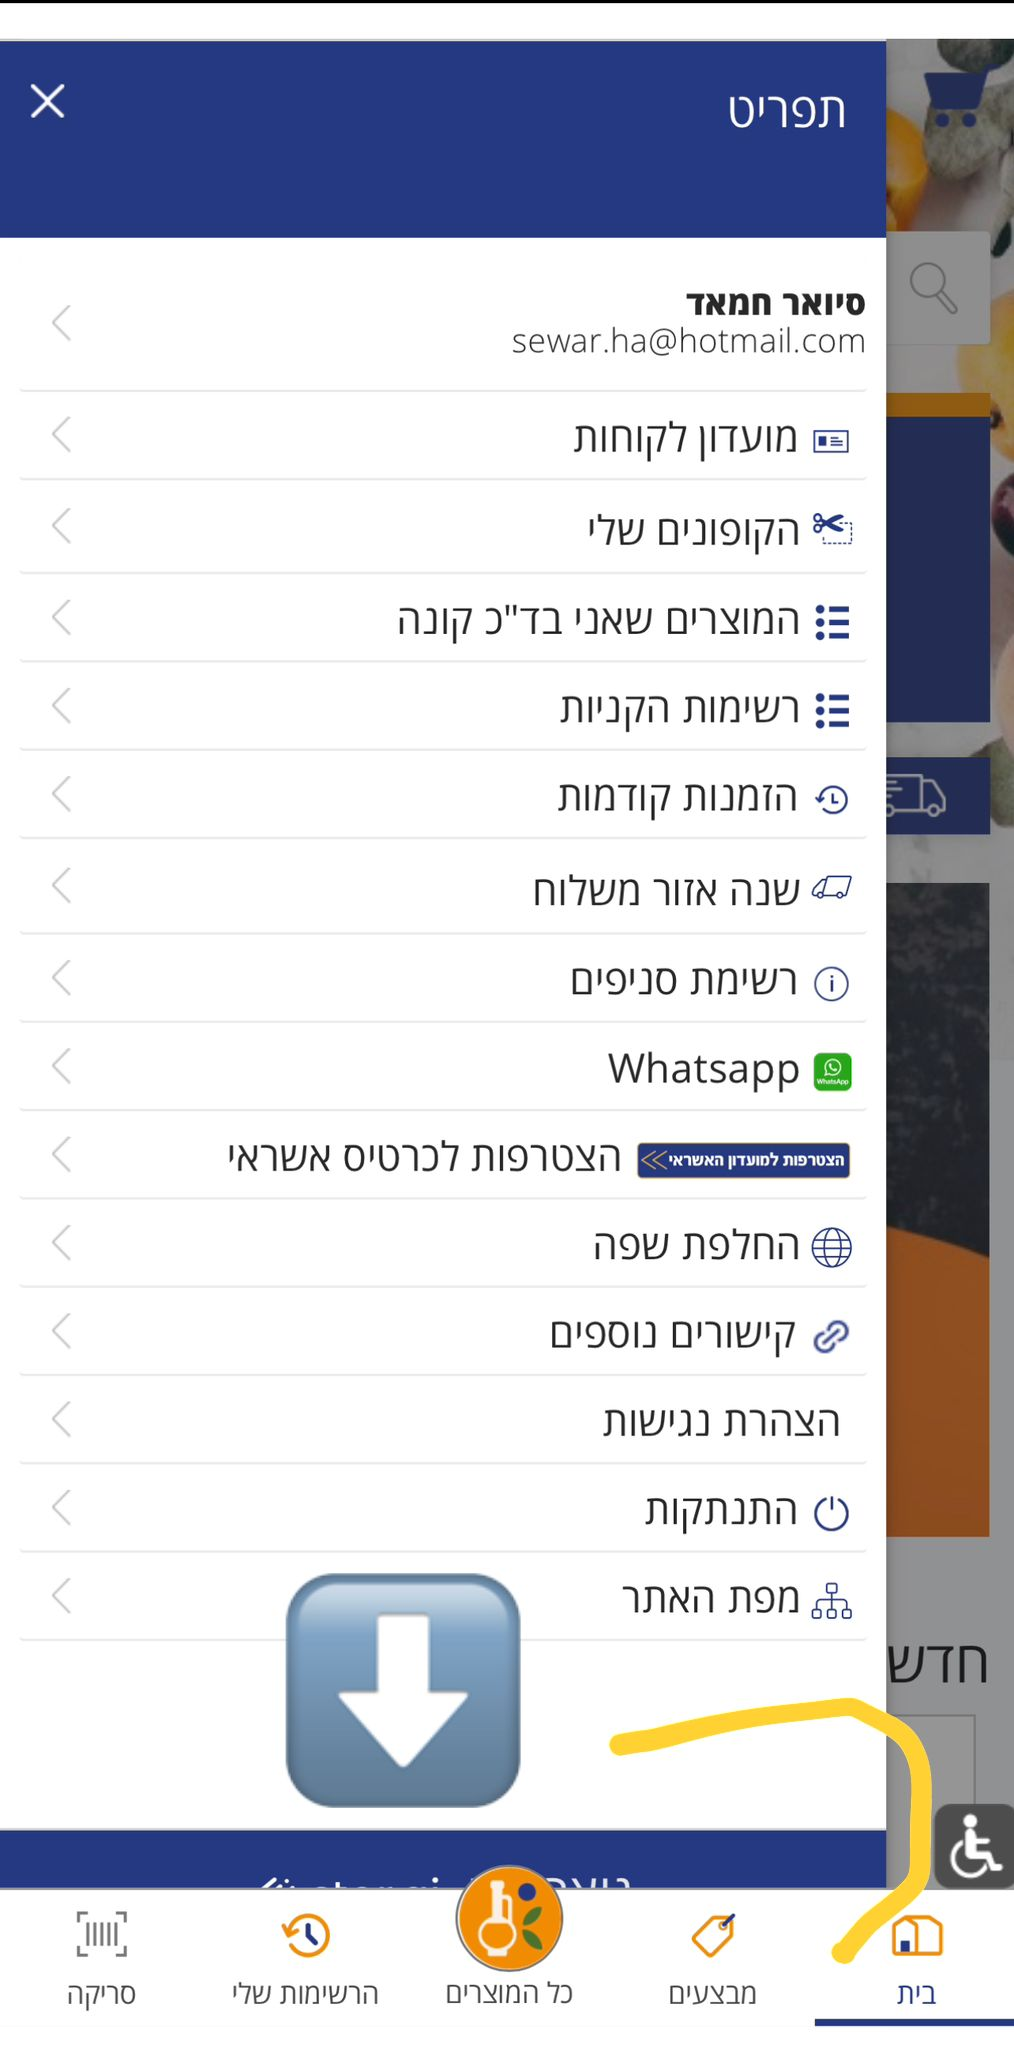 תפריט
סיואר חמאד
sewar.ha@hotmail.com
מועדון לקוחות
הקופונים שלי
המוצרים שאני בד"כ קונה
רשימות הקניות
הזמנות קודמות
שנה אזור משלוח
רשימת סניפים
Whatsapp
WhatsApp
הצטרפות למועדון האשראי
הצטרפות לכרטיס אשראי
החלפת שפה
קישורים נוספים
הצהרת נגישות
התנתקות
מפת האתר
חדש
בית
מבצעים
כל המוצרים
הרשימות שלי
סריקה